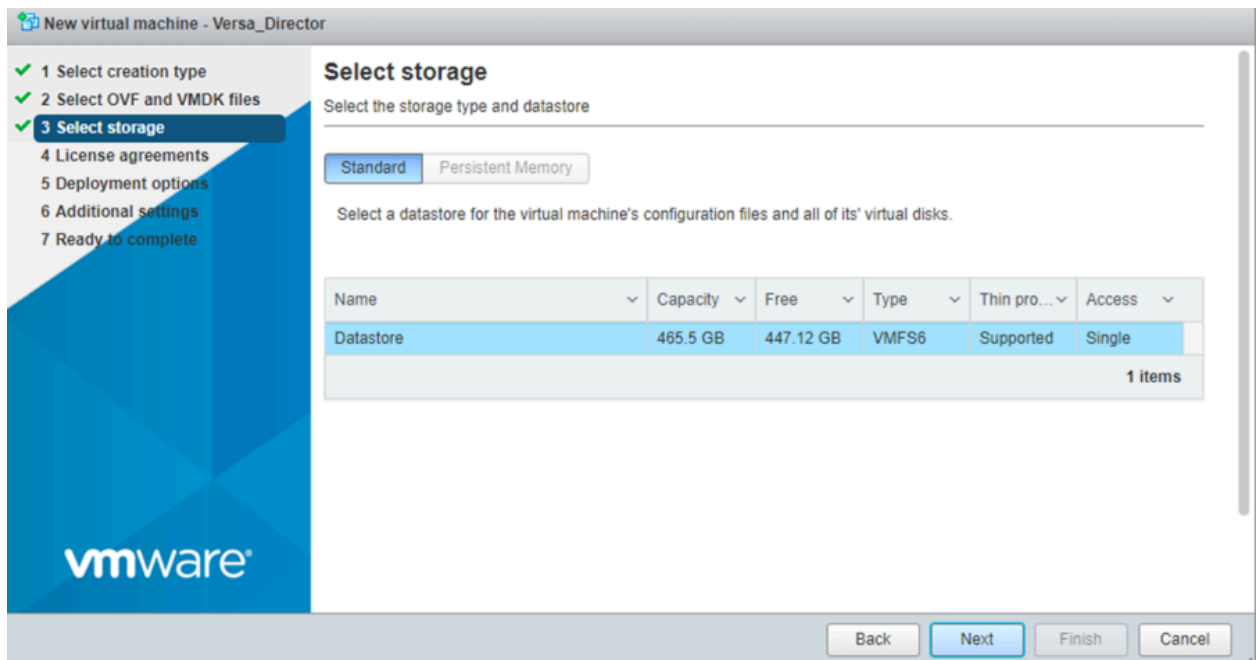 New virtual machine - Versa_Director
1 Select creation type
2 Select OVF and VMDK files
3 Select storage
4 License agreements
5 Deployment options
6 Additional settings
7 Ready to complete
vmware®
Select storage
Select the storage type and datastore
Standard Persistent Memory
Select a datastore for the virtual machine's configuration files and all of its' virtual disks.
Name Capacity Free Type Thin pro... Access
Datastore 465.5 GB 447.12 GB VMFS6 Supported Single
1 items
Back Next Finish Cancel